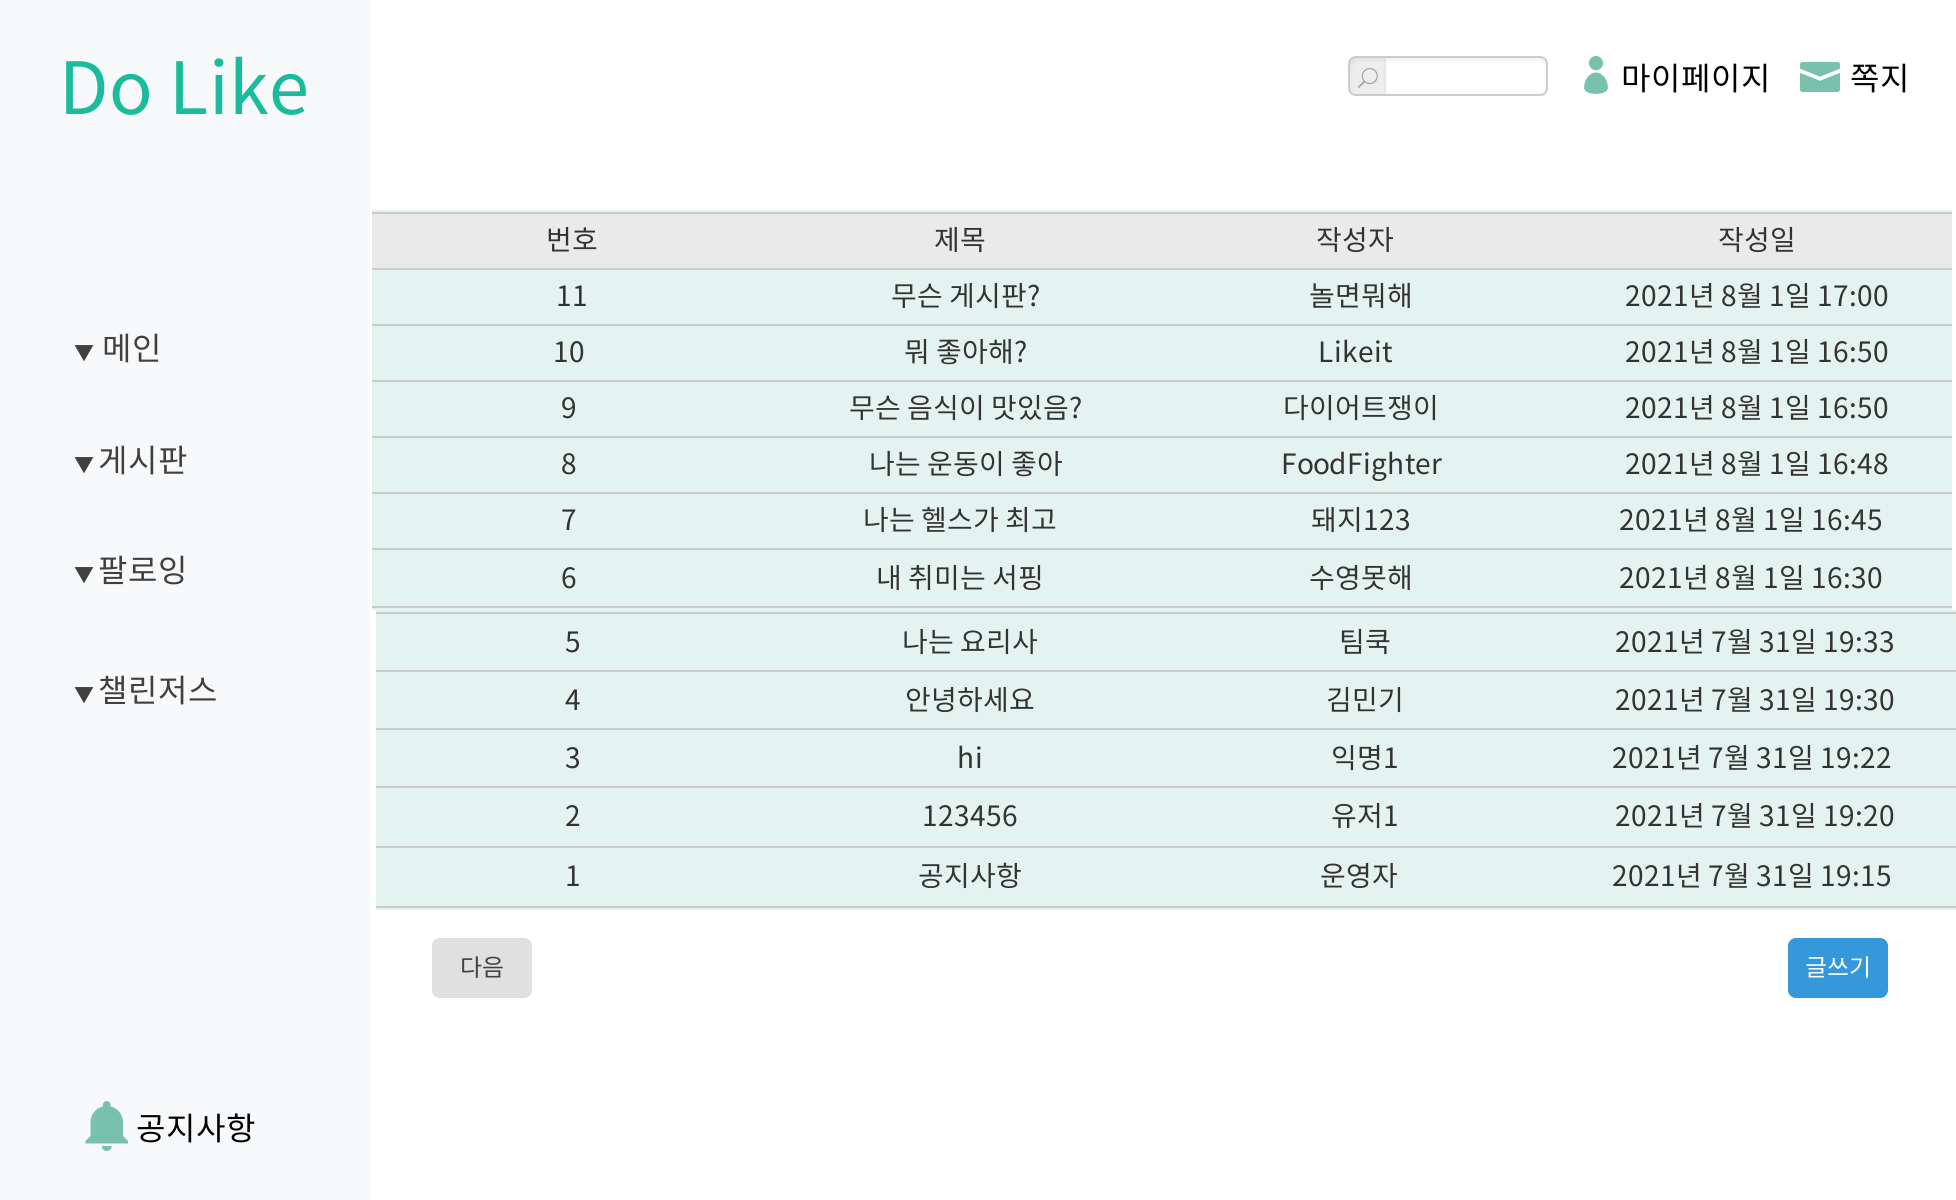 Do Like
마이페이지 쪽지
▼ 메인
▼게시판
▼팔로잉
▼챌린저스
공지사항
번호 제목 작성자 작성일
11 무슨 게시판? 놀면뭐해 2021년 8월 1일 17:00
10 뭐 좋아해? Likeit 2021년 8월 1일 16:50
9 무슨 음식이 맛있음? 다이어트쟁이 2021년 8월 1일 16:50
8 나는 운동이 좋아 FoodFighter 2021년 8월 1일 16:48
7 나는 헬스가 최고 돼지123 2021년 8월 1일 16:45
6 내 취미는 서핑 수영못해 2021년 8월 1일 16:30
5 나는 요리사 팀쿡 2021년 7월 31일 19:33
4 안녕하세요 김민기 2021년 7월 31일 19:30
3 hi 익명1 2021년 7월 31일 19:22
2 123456 유저1 2021년 7월 31일 19:20
1 공지사항 운영자 2021년 7월 31일 19:15
다음 글쓰기